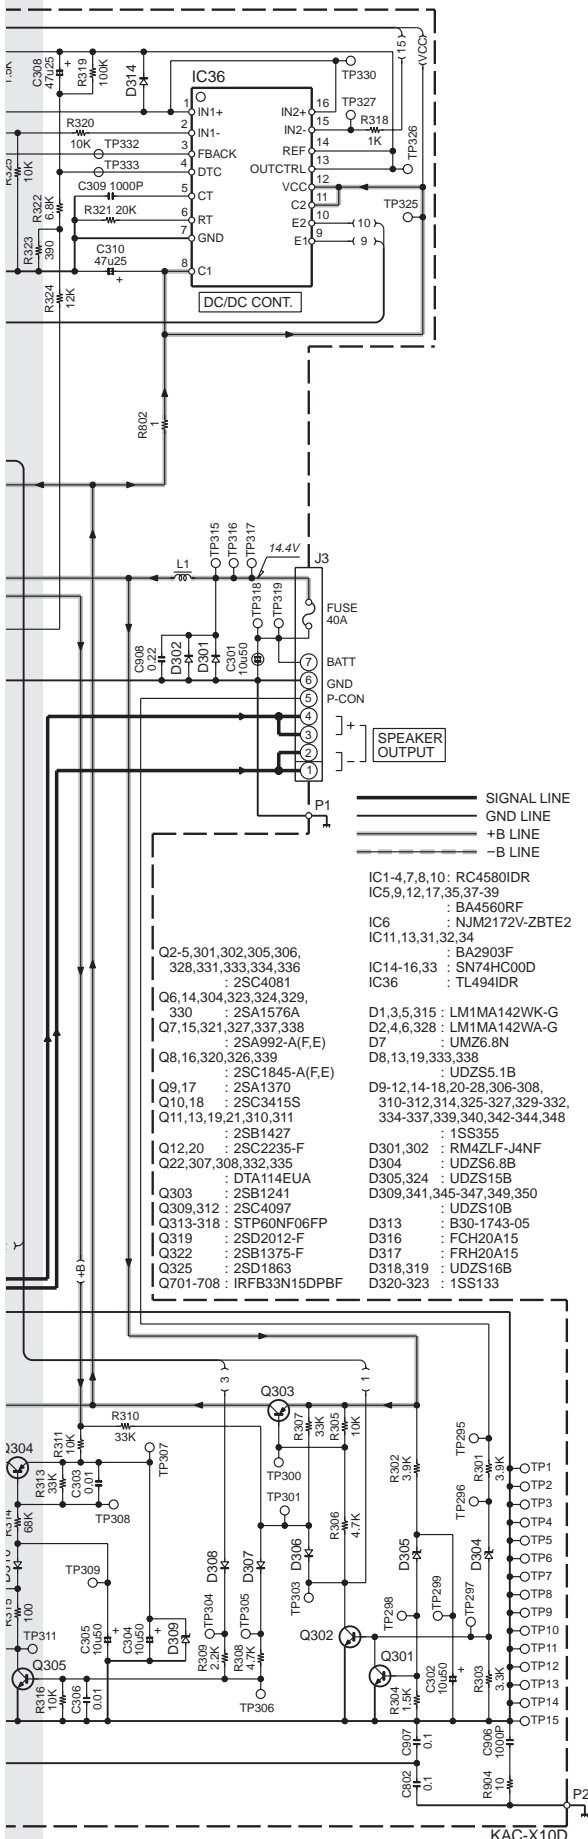 C308
47u25
+
R319
100K
D314
IC36
TP330
TP327
R318
1K
TP326
15
(VCC)
1
IN1+
2
IN1-
3
FBACK
4
DTC
5
CT
6
RT
7
GND
8
C1
16
IN2+
15
IN2-
14
REF
13
OUTCTRL
12
VCC
11
C2
10
E2
9
E1
10
9
R320
10K
TP332
TP333
C309 1000P
R321 20K
C310
47u25
+
10K
R322
6.8K
R323
390
R324
12K
TP325
DC/DC CONT.
R802
1
L1
TP315
TP316
TP317
14.4V
J3
TP318
TP319
FUSE
40A
C908
0.22
D302
D301
C301
10u50
7
BATT
6
GND
5
P-CON
4
3
+
2
1
−
SPEAKER
OUTPUT
P1
SIGNAL LINE
GND LINE
+B LINE
−B LINE
Q2-5,301,302,305,306,
328,331,333,334,336
: 2SC4081
Q6,14,304,323,324,329,
330 : 2SA1576A
Q7,15,321,327,337,338
: 2SA992-A(F,E)
Q8,16,320,326,339
: 2SC1845-A(F,E)
Q9,17 : 2SA1370
Q10,18 : 2SC3415S
Q11,13,19,21,310,311
: 2SB1427
Q12,20 : 2SC2235-F
Q22,307,308,332,335
: DTA114EUA
Q303 : 2SB1241
Q309,312 : 2SC4097
Q313-318 : STP60NF06FP
Q319 : 2SD2012-F
Q322 : 2SB1375-F
Q325 : 2SD1863
Q701-708 : IRFB33N15DPBF
IC1-4,7,8,10 : RC4580IDR
IC5,9,12,17,35,37-39
: BA4560RF
IC6 : NJM2172V-ZBTE2
IC11,13,31,32,34
: BA2903F
IC14-16,33 : SN74HC00D
IC36 : TL494IDR
D1,3,5,315 : LM1MA142WK-G
D2,4,6,328 : LM1MA142WA-G
D7 : UMZ6.8N
D8,13,19,333,338
: UDZS5.1B
D9-12,14-18,20-28,306-308,
310-312,314,325-327,329-332,
334-337,339,340,342-344,348
: 1SS355
D301,302 : RM4ZLF-J4NF
D304 : UDZS6.8B
D305,324 : UDZS15B
D309,341,345-347,349,350
: UDZS10B
D313 : B30-1743-05
D316 : FCH20A15
D317 : FRH20A15
D318,319 : UDZS16B
D320-323 : 1SS133
(+B)
3
1
Q303
R310
33K
R311
10K
R307
33K
R305
10K
TP300
TP307
Q304
R313
33K
C303
0.01
TP308
68K
TP301
R306
4.7K
R302
3.9K
TP295
R301
3.9K
TP296
TP1
TP2
TP3
TP4
TP5
TP6
TP7
TP8
TP9
TP10
TP11
TP12
TP13
TP14
TP15
TP309
D308
D307
D306
D305
D304
R315
100
TP304
TP305
TP303
TP298
TP299
TP297
C305
10u50
+
C304
10u50
+
D309
R309
2.2K
R308
4.7K
Q302
TP311
Q305
R316
10K
C306
0.01
TP306
Q301
R304
1.5K
C302
10u50
+
R303
3.3K
C907
0.1
C906
1000P
C802
0.1
R904
10
P2
KAC-X10D